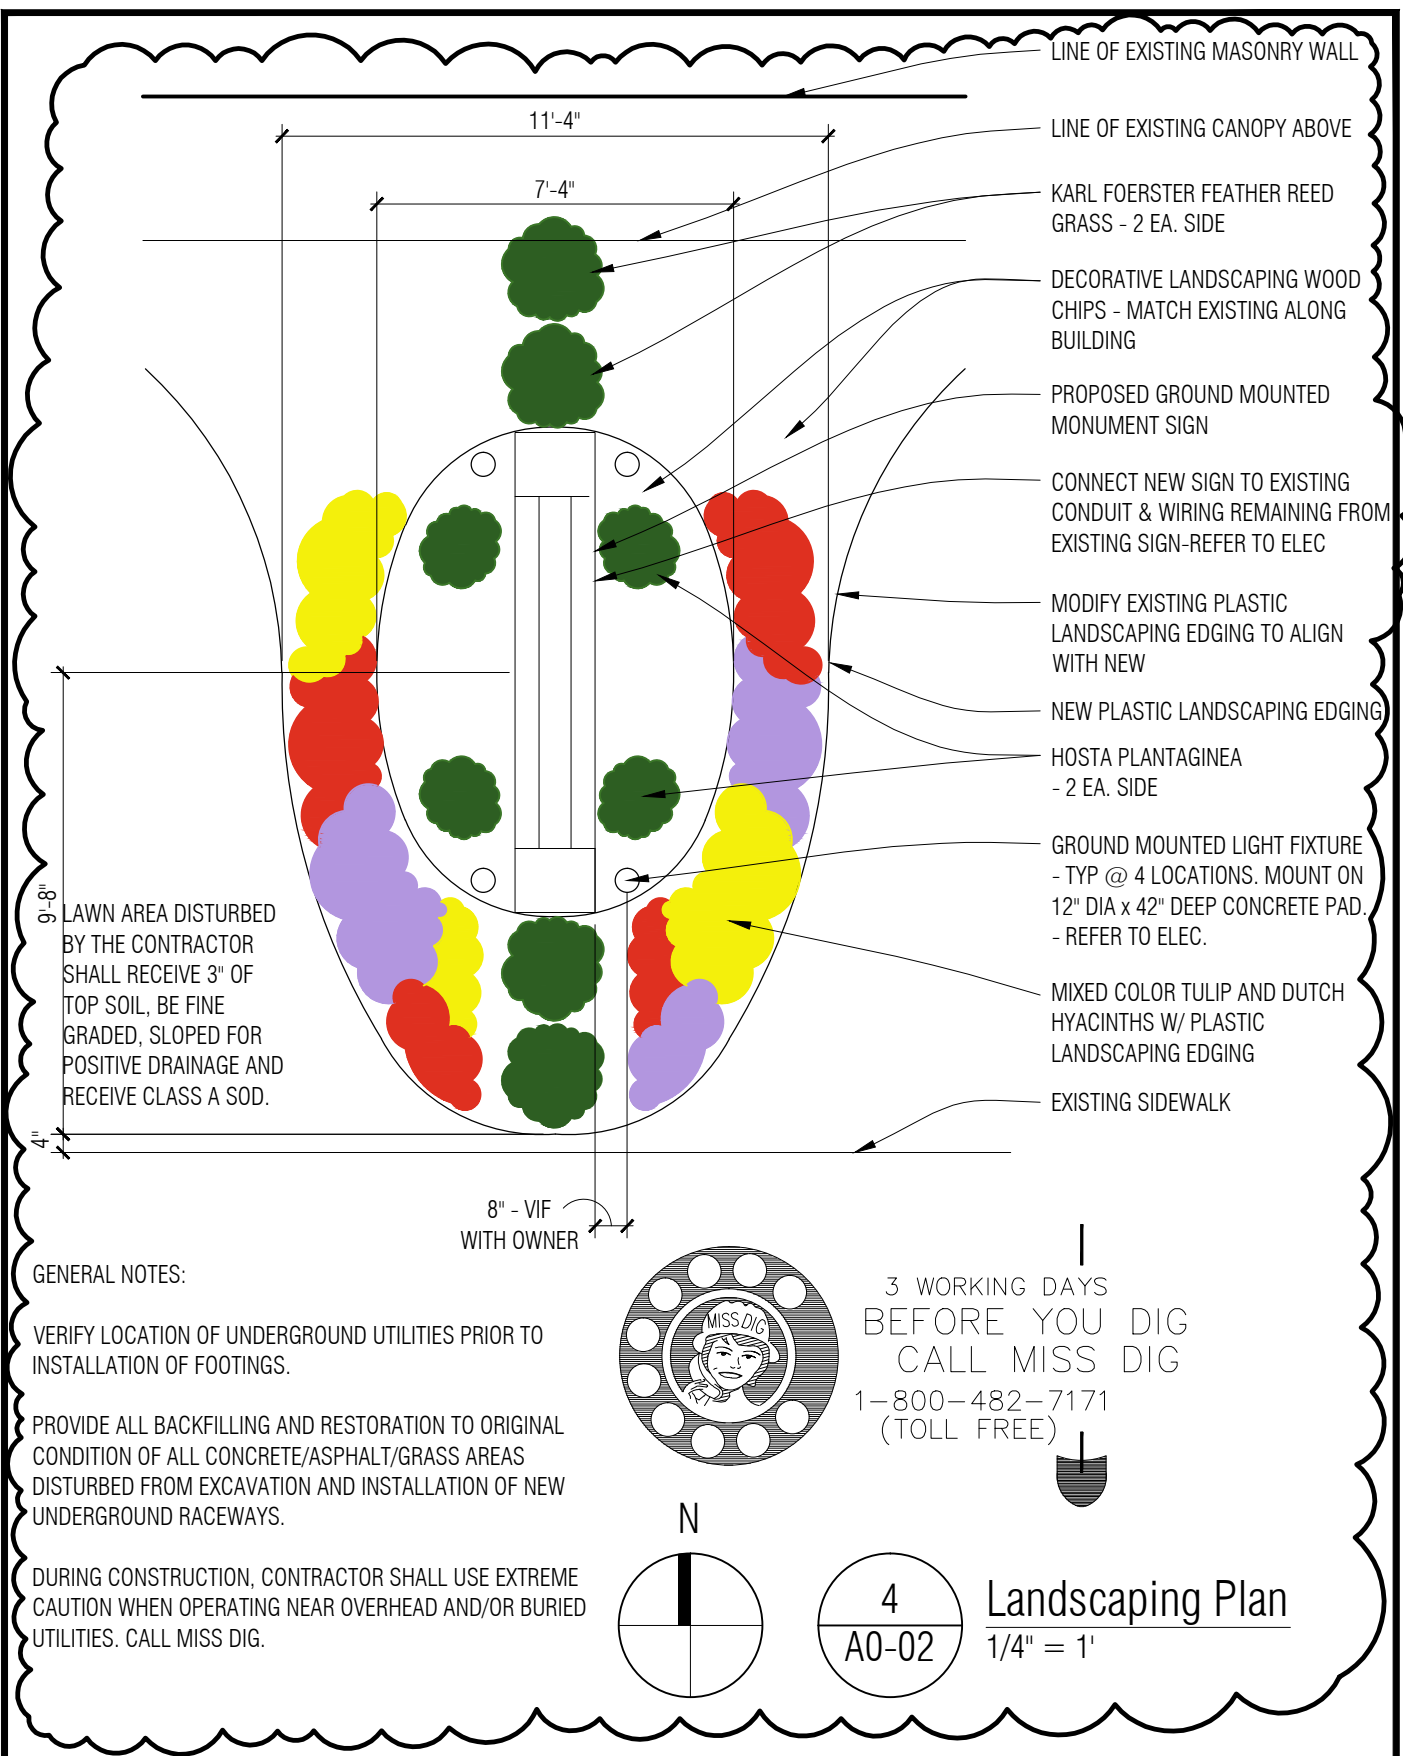 LINE OF EXISTING MASONRY WALL
11'-4"
LINE OF EXISTING CANOPY ABOVE
7'-4"
KARL FOERSTER FEATHER REED
GRASS - 2 EA. SIDE
DECORATIVE LANDSCAPING WOOD
CHIPS - MATCH EXISTING ALONG
BUILDING
PROPOSED GROUND MOUNTED
MONUMENT SIGN
CONNECT NEW SIGN TO EXISTING
CONDUIT & WIRING REMAINING FROM
EXISTING SIGN-REFER TO ELEC
MODIFY EXISTING PLASTIC
LANDSCAPING EDGING TO ALIGN
WITH NEW
NEW PLASTIC LANDSCAPING EDGING
HOSTA PLANTAGINEA
- 2 EA. SIDE
GROUND MOUNTED LIGHT FIXTURE
- TYP @ 4 LOCATIONS. MOUNT ON
12" DIA x 42" DEEP CONCRETE PAD.
- REFER TO ELEC.
MIXED COLOR TULIP AND DUTCH
HYACINTHS W/ PLASTIC
LANDSCAPING EDGING
EXISTING SIDEWALK
9'-8"
LAWN AREA DISTURBED
BY THE CONTRACTOR
SHALL RECEIVE 3" OF
TOP SOIL, BE FINE
GRADED, SLOPED FOR
POSITIVE DRAINAGE AND
RECEIVE CLASS A SOD.
4"
8" - VIF
WITH OWNER
GENERAL NOTES:
VERIFY LOCATION OF UNDERGROUND UTILITIES PRIOR TO
INSTALLATION OF FOOTINGS.
PROVIDE ALL BACKFILLING AND RESTORATION TO ORIGINAL
CONDITION OF ALL CONCRETE/ASPHALT/GRASS AREAS
DISTURBED FROM EXCAVATION AND INSTALLATION OF NEW
UNDERGROUND RACEWAYS.
DURING CONSTRUCTION, CONTRACTOR SHALL USE EXTREME
CAUTION WHEN OPERATING NEAR OVERHEAD AND/OR BURIED
UTILITIES. CALL MISS DIG.
MISS DIG
3 WORKING DAYS
BEFORE YOU DIG
CALL MISS DIG
1-800-482-7171
(TOLL FREE)
N
4
A0-02
Landscaping Plan
1/4" = 1'